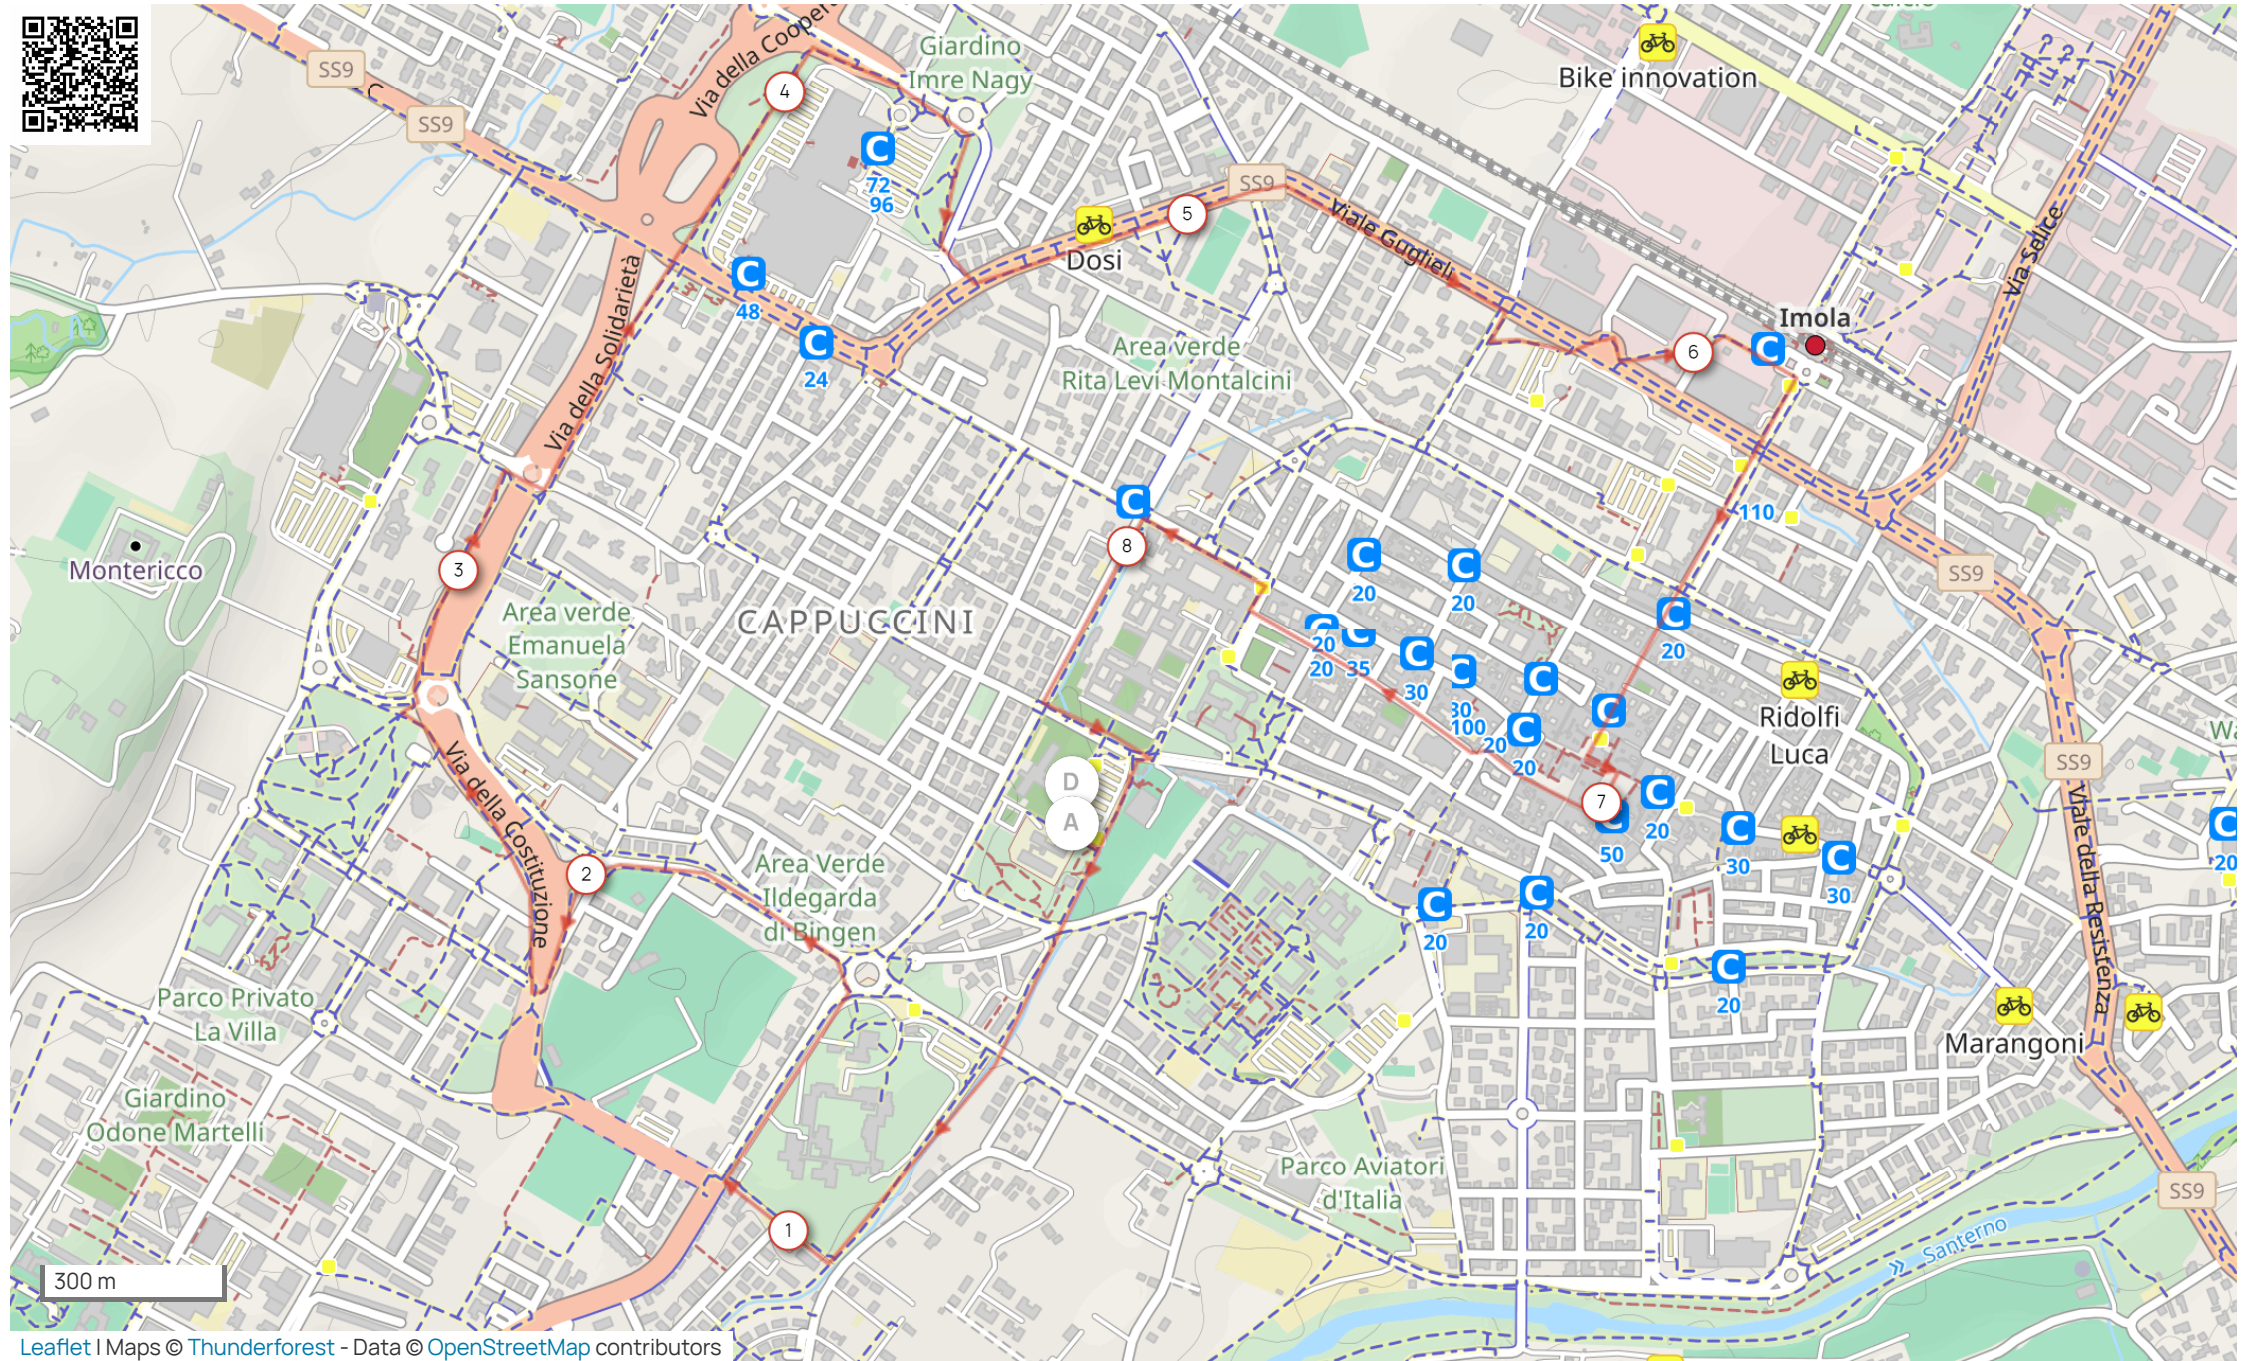 Via della Cooper
Giardino
Imre Nagy
Bike innovation
SS9
C
SS9
4
C
72
96
SS9
5
Dosi
Viale Guglielmi
Via Selice
Via della Solidarietà
C
48
C
24
Imola
6
C
Area verde
Rita Levi Montalcini
C
110
8
Montericco
3
C
20
C
20
SS9
Area verde
Emanuela
Sansone
CAPPUCCINI
C
20
C
20
20
C
35
C
30
C
30
100
C
C
20
C
20
C
Ridolfi
Luca
SS9
Via della Costituzione
D
A
7
C
50
C
20
C
30
C
30
C
20
Viale della Resistenza
2
Area Verde
Ildegarda
di Bingen
C
20
C
20
C
20
Parco Privato
La Villa
Marangoni
Giardino
Odone Martelli
Parco Aviatori
d'Italia
SS9
1
Santerno
300 m
Leaflet | Maps © Thunderforest - Data © OpenStreetMap contributors